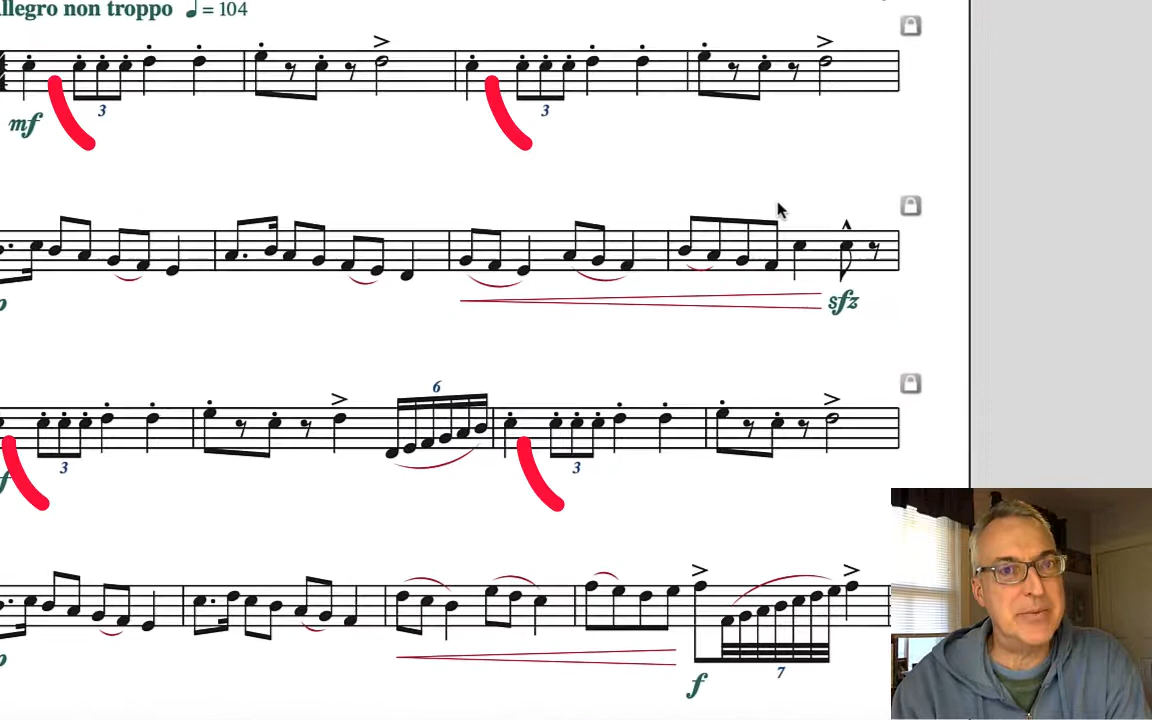 llegro non troppo ♩ = 104
3
3
mf
p
sfz
6
3
3
f
p
7
f